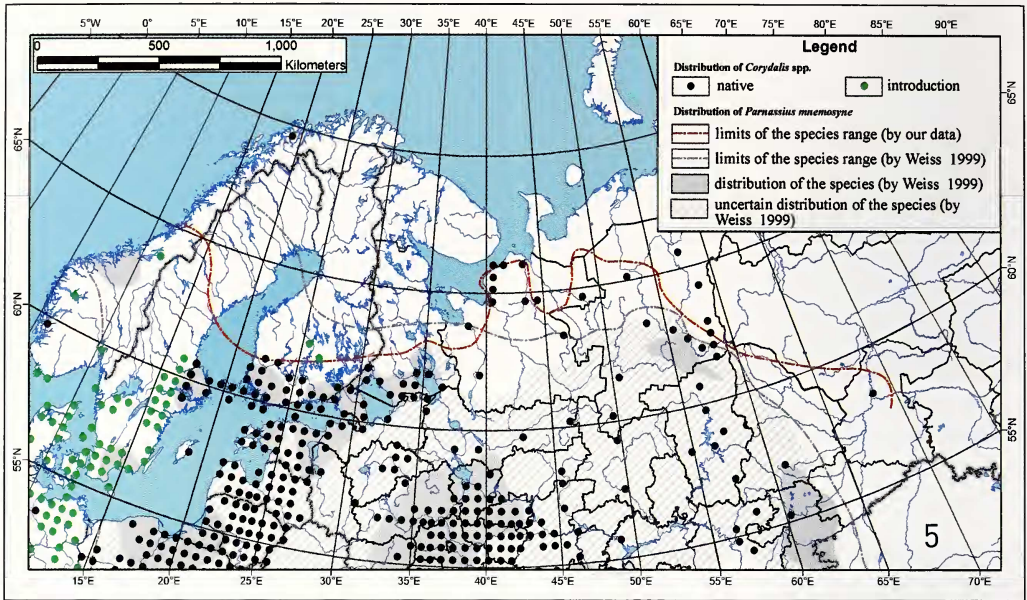 5°W 0° 5°E 10°E 15°E 20°E 25°E 30°E 35°E 40°E 45°E 50°E 55°E 60°E 65°E 70°E 75°E 80°E 85°E 90°E
0 500 1,000
Kilometers
Legend
Distribution of Corydalis spp.
native introduction
Distribution of Parnassius mnemosyne
limits of the species range (by our data)
limits of the species range (by Weiss 1999)
distribution of the species (by Weiss 1999)
uncertain distribution of the species (by
Weiss 1999)
65°N 65°N
60°N 60°N
55°N 55°N
5
15°E 20°E 25°E 30°E 35°E 40°E 45°E 50°E 55°E 60°E 65°E 70°E